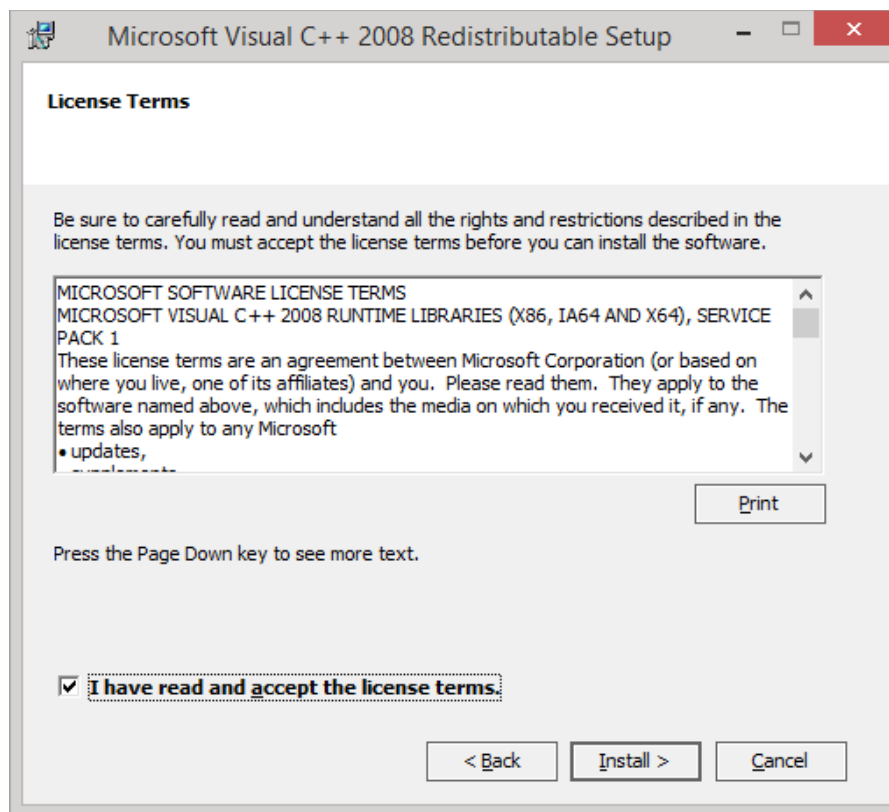 Microsoft Visual C++ 2008 Redistributable Setup
License Terms
Be sure to carefully read and understand all the rights and restrictions described in the
license terms. You must accept the license terms before you can install the software.
MICROSOFT SOFTWARE LICENSE TERMS
MICROSOFT VISUAL C++ 2008 RUNTIME LIBRARIES (X86, IA64 AND X64), SERVICE
PACK 1
These license terms are an agreement between Microsoft Corporation (or based on
where you live, one of its affiliates) and you.  Please read them.  They apply to the
software named above, which includes the media on which you received it, if any.  The
terms also apply to any Microsoft
• updates,
Print
Press the Page Down key to see more text.
I have read and accept the license terms.
< Back
Install >
Cancel